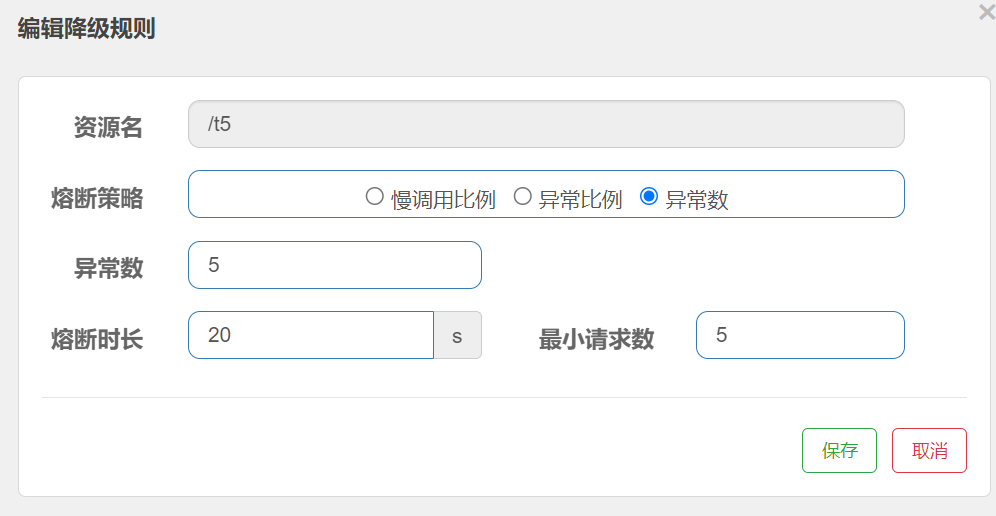 编辑降级规则
×
资源名 /t5
熔断策略 慢调用比例 异常比例 异常数
异常数 5
熔断时长 20 s 最小请求数 5
保存 取消